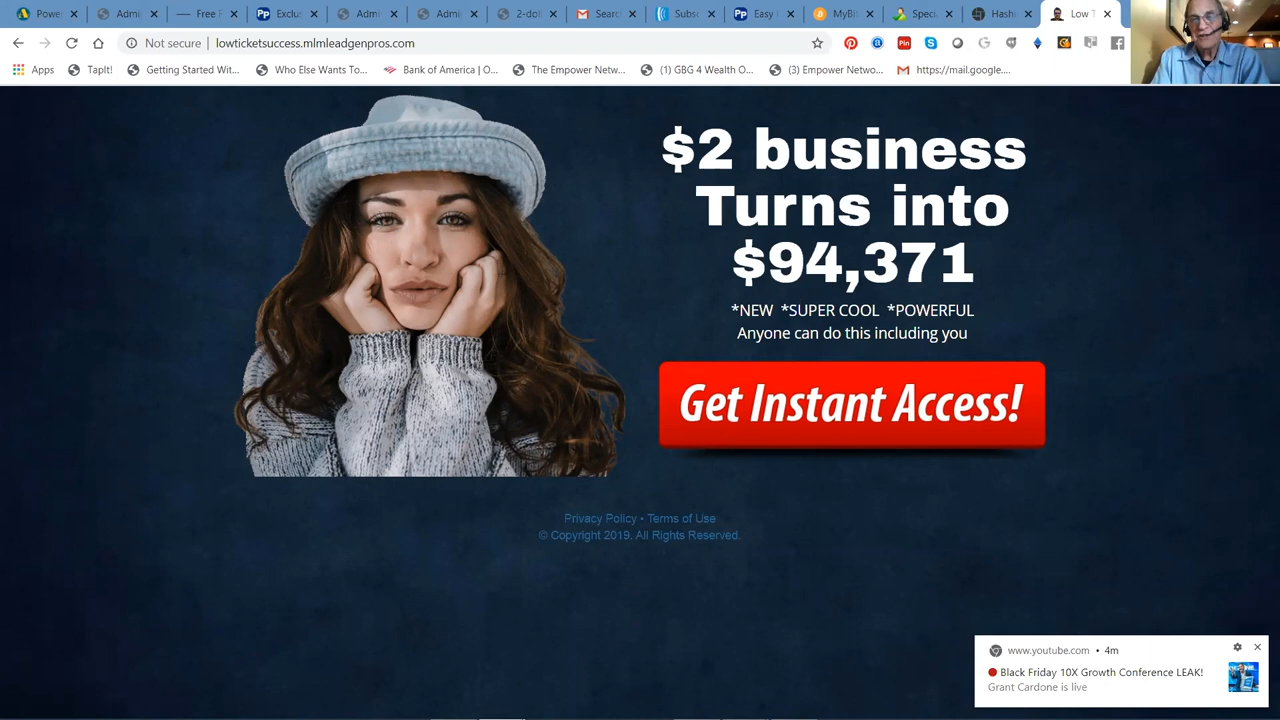 Power
Admi
Free F
Exclus
Admi
Admi
2-doll
Searc
Subsc
Easy
MyBit
Specia
Hashf
Low T
Not secure
lowticketsuccess.mlmleadgenpros.com
Apps
TapIt!
Getting Started Wit...
Who Else Wants To...
Bank of America | O...
The Empower Netw...
(1) GBG 4 Wealth O...
(3) Empower Netwo...
https://mail.google....
$2 business
Turns into
$94,371
*NEW *SUPER COOL *POWERFUL
Anyone can do this including you
Get Instant Access!
Privacy Policy • Terms of Use
© Copyright 2019. All Rights Reserved.
www.youtube.com • 4m
Black Friday 10X Growth Conference LEAK!
Grant Cardone is live